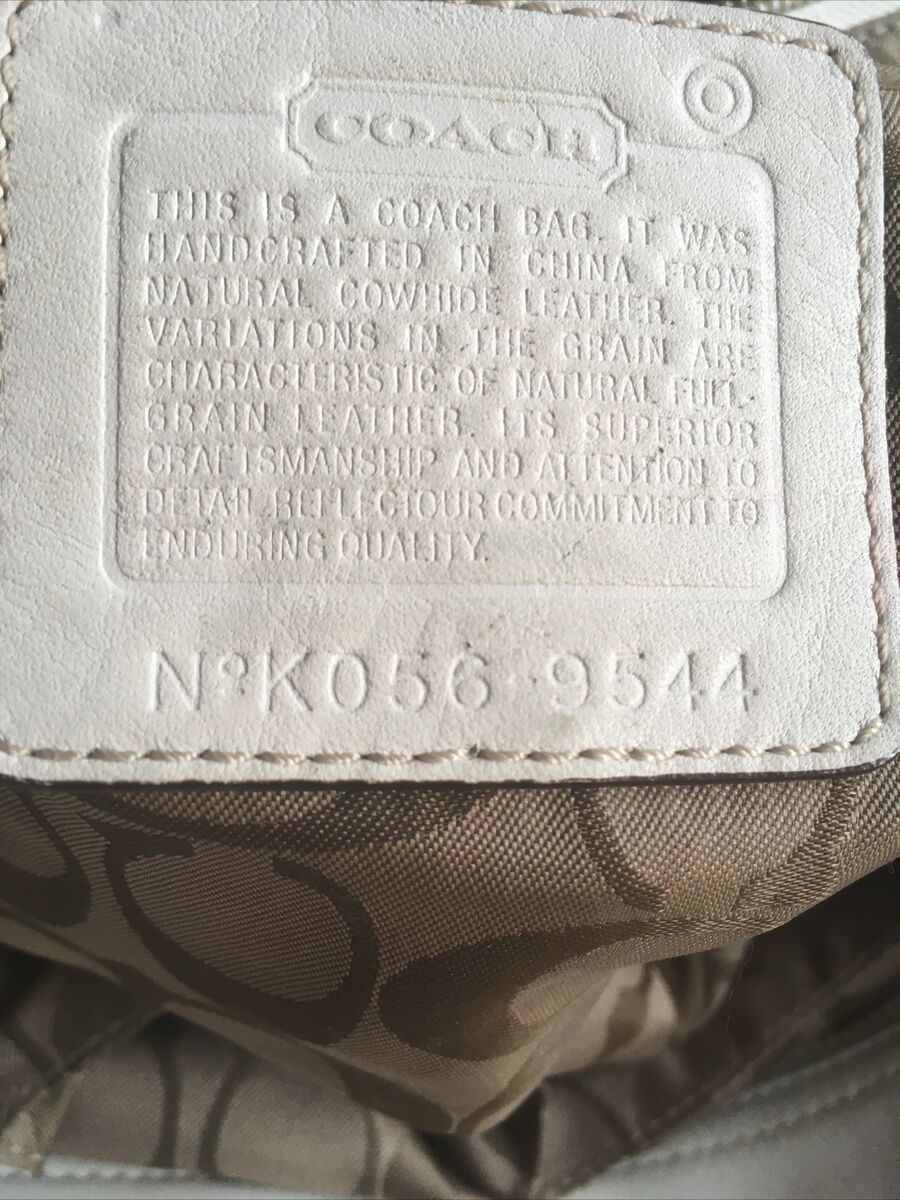 COACH
THIS IS A COACH BAG. IT WAS
HANDCRAFTED IN CHINA FROM
NATURAL COWHIDE LEATHER. THE
VARIATIONS IN THE GRAIN ARE
CHARACTERISTIC OF NATURAL FULL-
GRAIN LEATHER. ITS SUPERIOR
CRAFTSMANSHIP AND ATTENTION TO
DETAIL REFLECT OUR COMMITMENT TO
ENDURING QUALITY.
Nº K056-9544